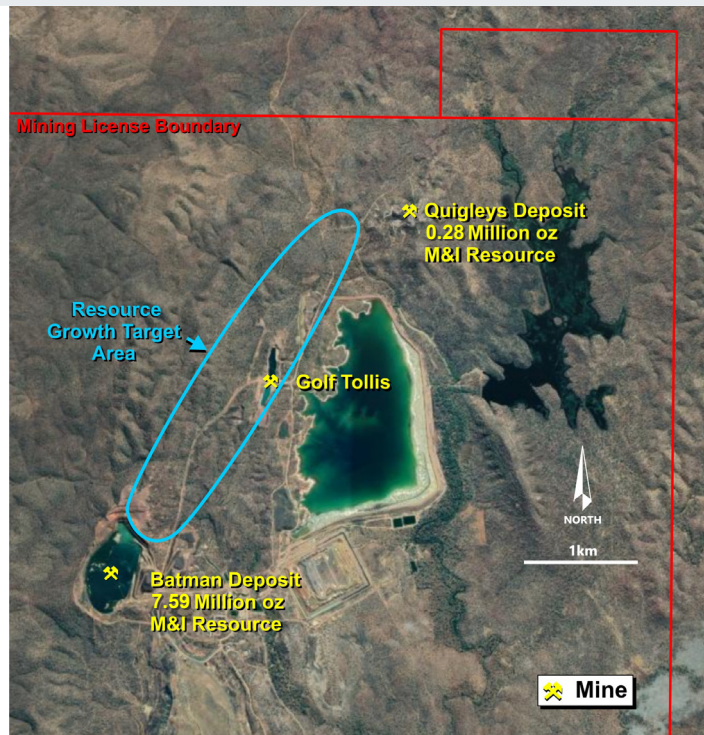 Mining License Boundary
Quigleys Deposit
0.28 Million oz
M&I Resource
Resource
Growth Target
Area
Golf Tollis
NORTH
1km
Batman Deposit
7.59 Million oz
M&I Resource
Mine